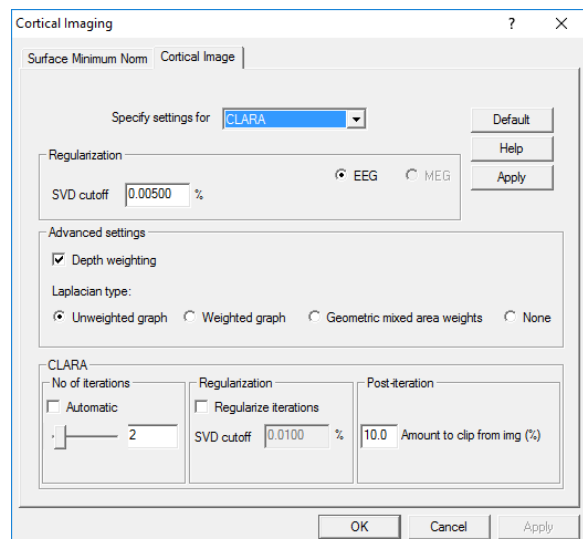 Cortical Imaging ?
Surface Minimum Norm Cortical Image
Specify settings for CLARA Default
Help
Regularization
EEG MEG Apply
SVD cutoff 0.00500 %
Advanced settings
Depth weighting
Laplacian type:
Unweighted graph Weighted graph Geometric mixed area weights None
CLARA
No of iterations Regularization Post-iteration
Automatic Regularize iterations
2 SVD cutoff 0.0100 % 10.0 Amount to clip from img (%)
OK Cancel Apply